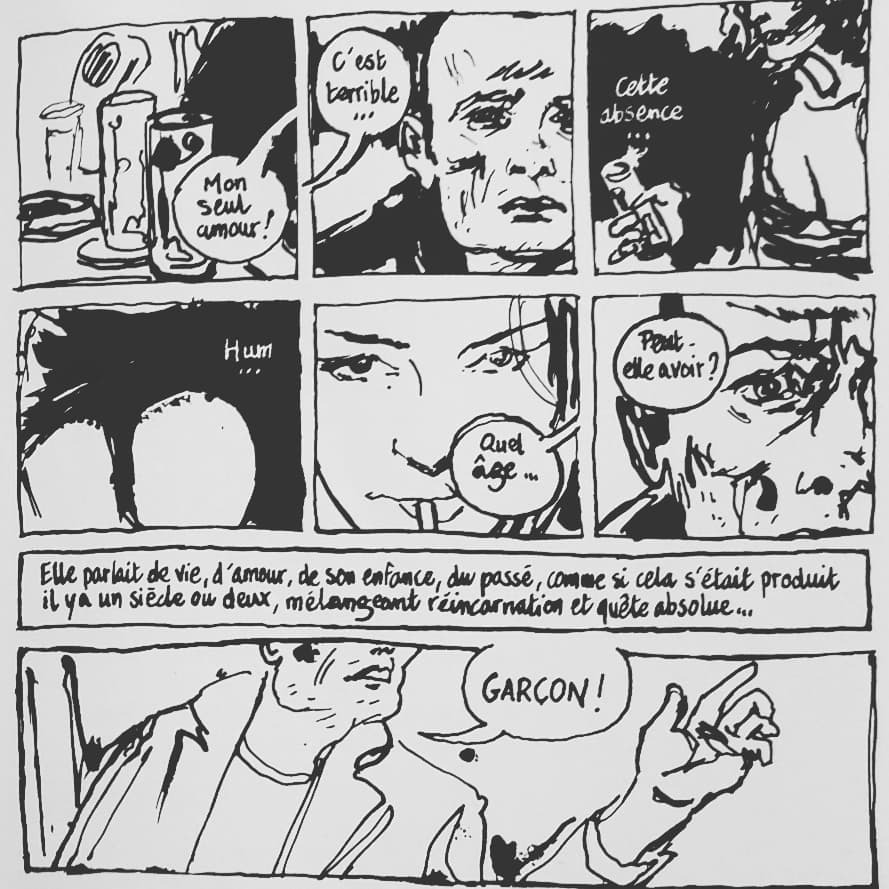 Mon
seul
amour !
C'est
terrible
...
Cette
absence
...
Hum
...
Quel
âge ...
Peut-
elle avoir ?
Elle parlait de vie, d'amour, de son enfance, du passé, comme si cela s'était produit
il y a un siècle ou deux, mélangeant réincarnation et quête absolue...
GARÇON !